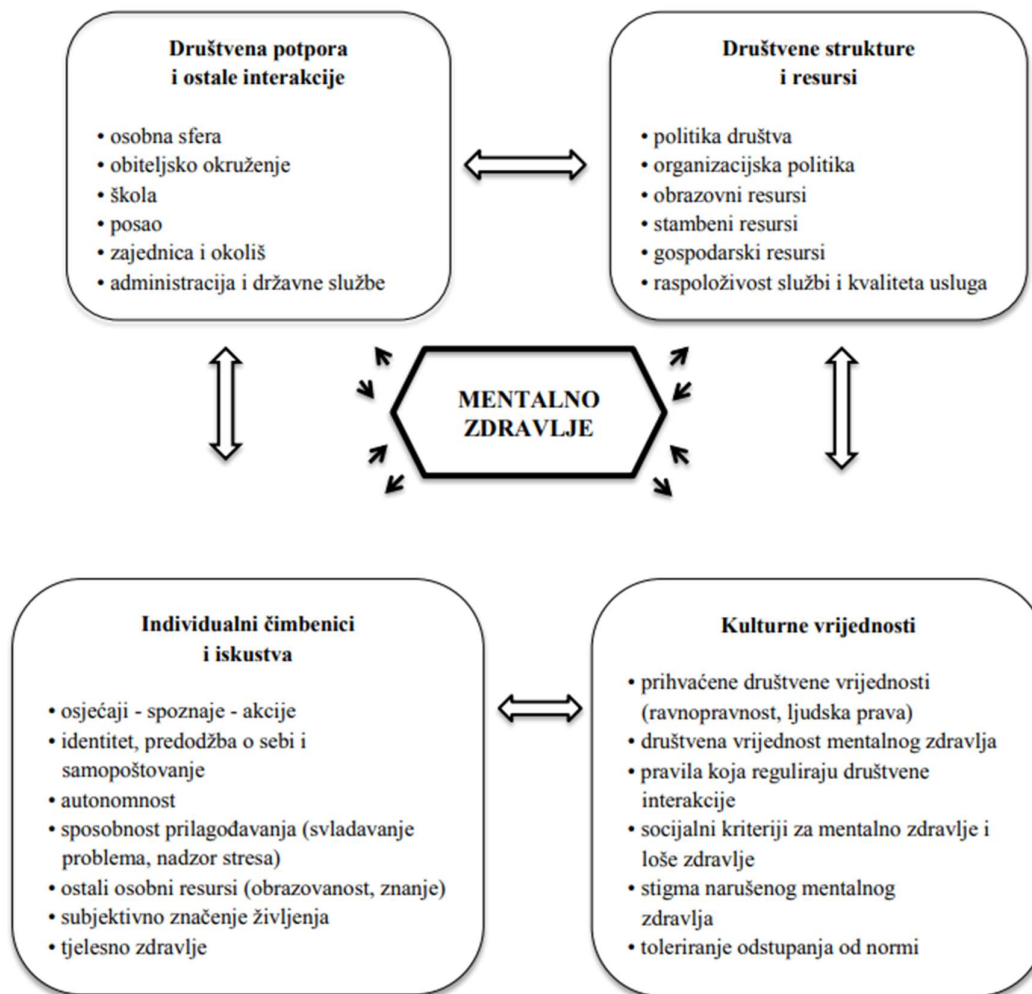 Društvena potpora
i ostale interakcije
• osobna sfera
• obiteljsko okruženje
• škola
• posao
• zajednica i okoliš
• administracija i državne službe
Društvene strukture
i resursi
• politika društva
• organizacijska politika
• obrazovni resursi
• stambeni resursi
• gospodarski resursi
• raspoloživost službi i kvaliteta usluga
MENTALNO
ZDRAVLJE
Individualni čimbenici
i iskustva
• osjećaji - spoznaje - akcije
• identitet, predodžba o sebi i
samopoštovanje
• autonomnost
• sposobnost prilagođavanja (svladavanje
problema, nadzor stresa)
• ostali osobni resursi (obrazovanost, znanje)
• subjektivno značenje življenja
• tjelesno zdravlje
Kulturne vrijednosti
• prihvaćene društvene vrijednosti
(ravnopravnost, ljudska prava)
• društvena vrijednost mentalnog zdravlja
• pravila koja reguliraju društvene
interakcije
• socijalni kriteriji za mentalno zdravlje i
loše zdravlje
• stigma narušenog mentalnog
zdravlja
• toleriranje odstupanja od normi